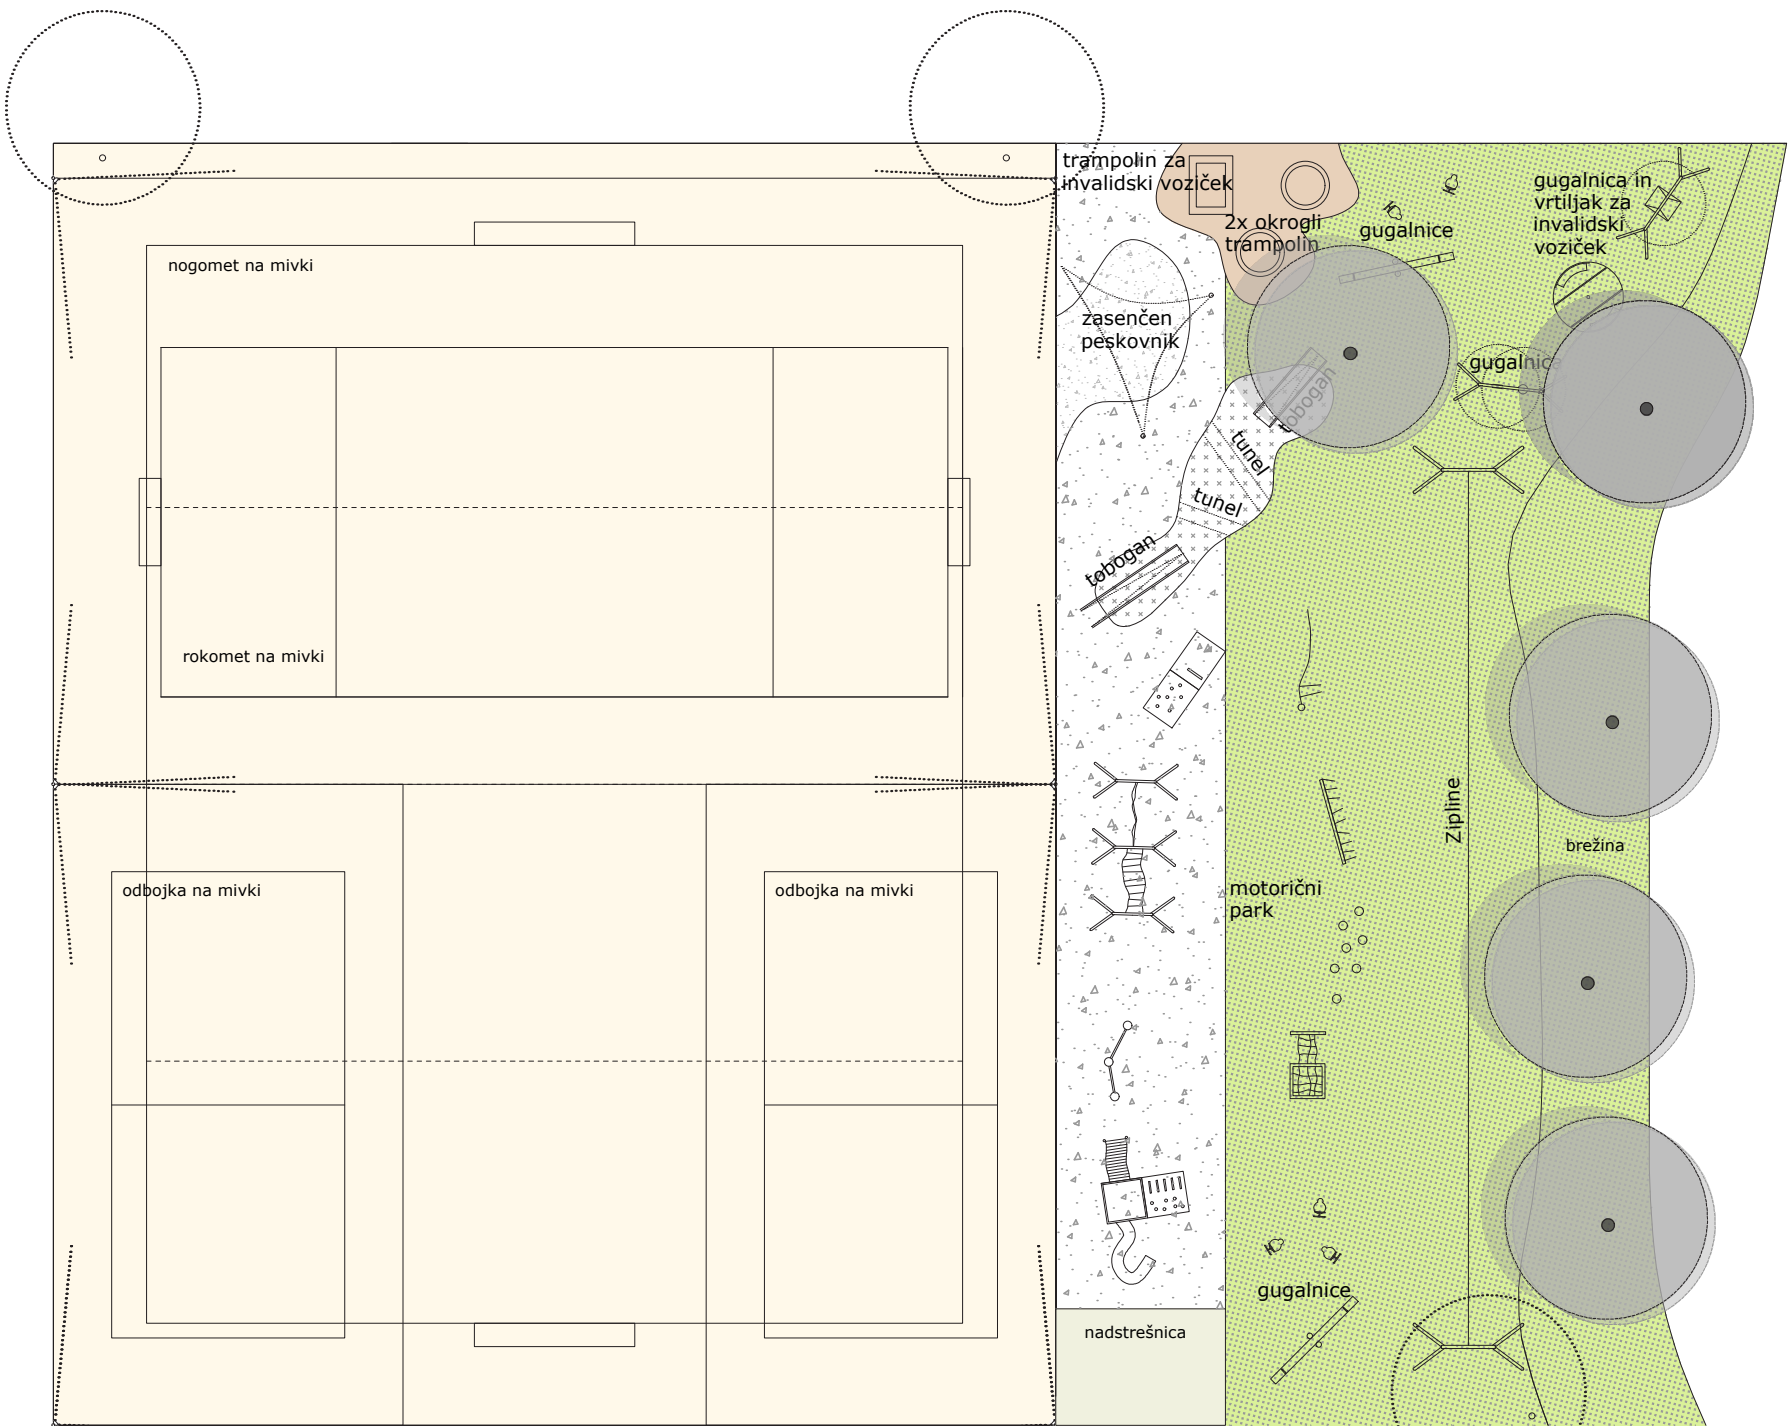 trampolin za
invalidski voziček
2x okrogli
trampolin
gugalnice
gugalnica in
vrtiljak za
invalidski
voziček
nogomet na mivki
zasenčen
peskovnik
gugalnice
tobogan
tunel
tunel
tobogan
rokomet na mivki
Zipline
brežina
odbojka na mivki
odbojka na mivki
motorični
park
gugalnice
nadstrešnica